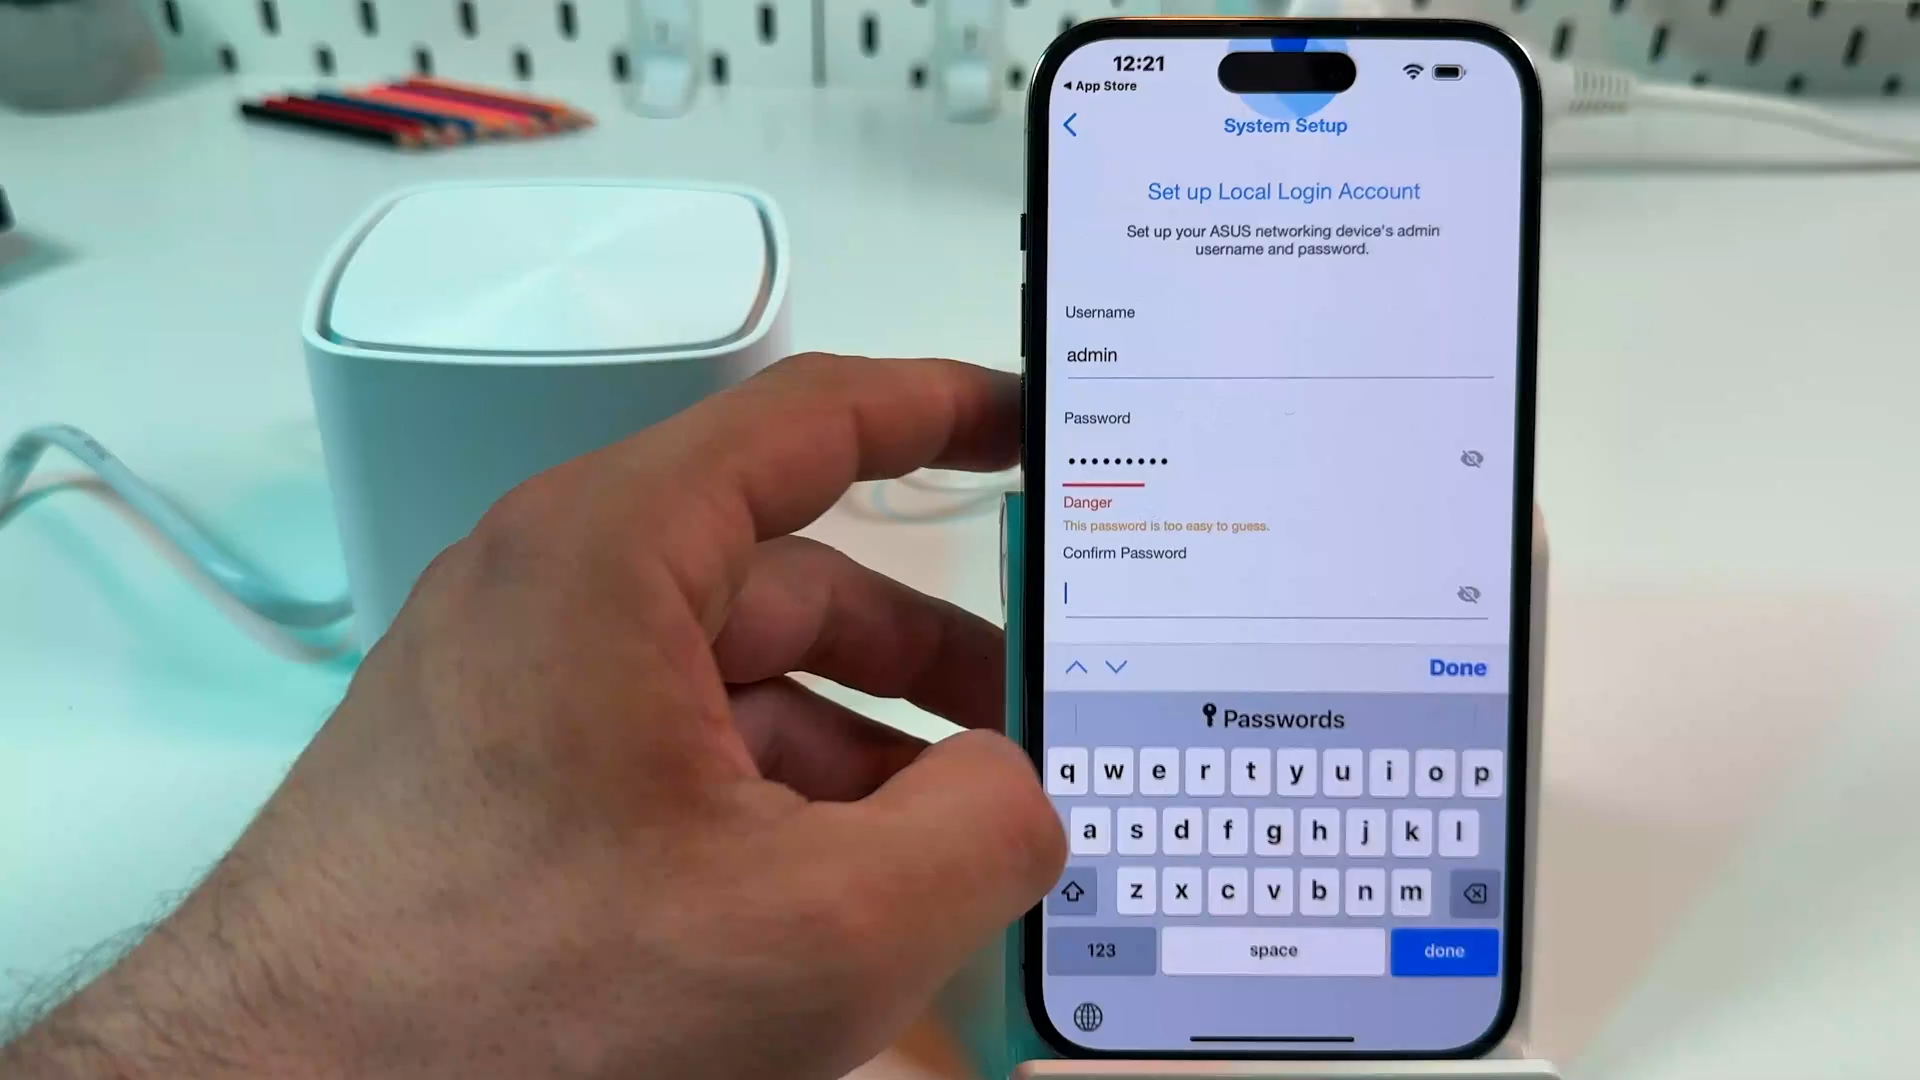 12:21
◄ App Store
System Setup
Set up Local Login Account
Set up your ASUS networking device's admin
username and password.
Username
admin
Password
•••••••••
Danger
This password is too easy to guess.
Confirm Password
Done
Passwords
q w e r t y u i o p
a s d f g h j k l
z x c v b n m
123 space done